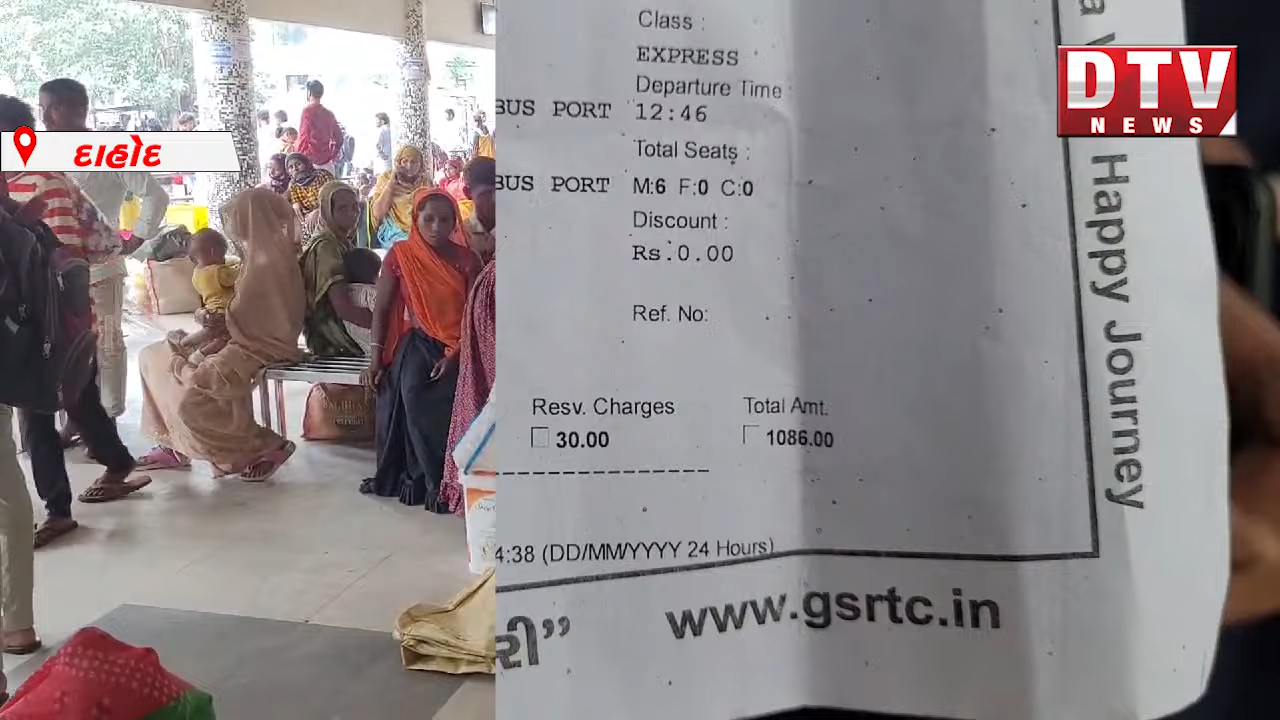 દાહોદ
Class :
EXPRESS
Departure Time
BUS PORT 12:46
Total Seats :
BUS PORT M:6 F:0 C:0
Discount :
Rs.0.00
Ref. No:
Resv. Charges Total Amt.
30.00 1086.00
4:38 (DD/MM/YYYY 24 Hours)
www.gsrtc.in
Happy Journey
DTV
NEWS